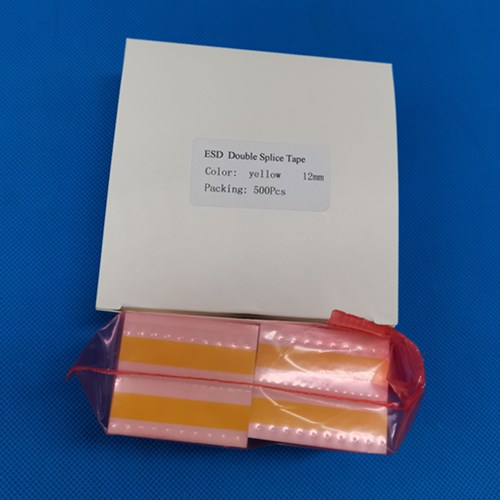 ESD Double Splice Tape
Color: yellow 12mm
Packing: 500Pcs